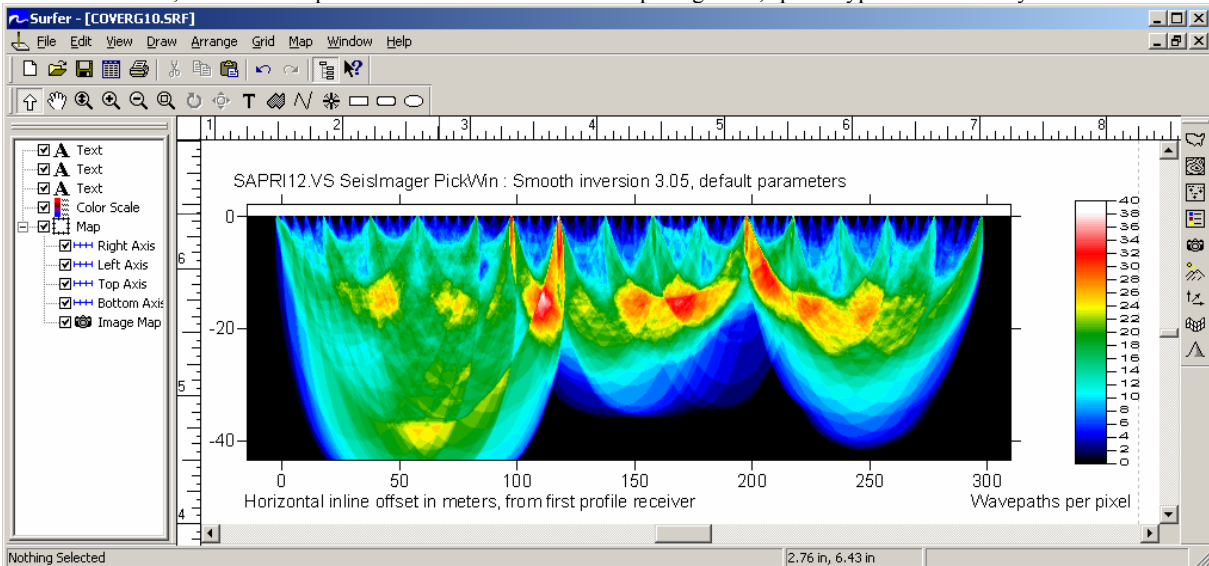 Surfer - [COVERG10.SRF]
File Edit View Draw Arrange Grid Map Window Help
1 2 3 4 5 6 7 8
Text
Text
Text
Color Scale
Map
Right Axis
Left Axis
Top Axis
Bottom Axis
Image Map
6
5
4
SAPRI12.VS SeisImager PickWin : Smooth inversion 3.05, default parameters
0
-20
-40
0 50 100 150 200 250 300
Horizontal inline offset in meters, from first profile receiver
40
38
36
34
32
30
28
26
24
22
20
18
16
14
12
10
8
6
4
2
0
Wavepaths per pixel
Nothing Selected
2.76 in, 6.43 in